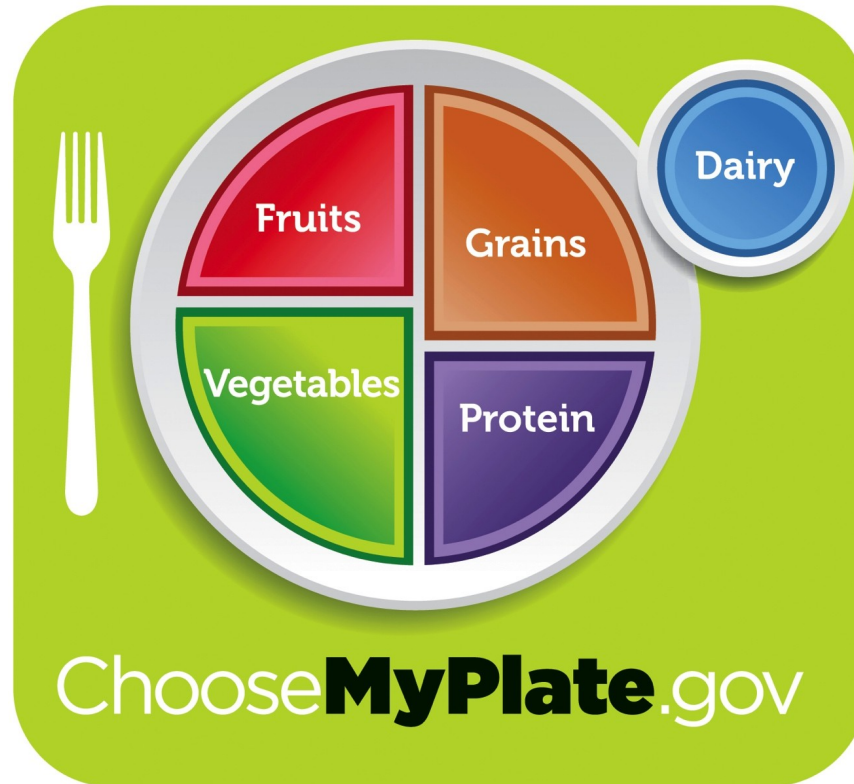 Fruits
Grains
Dairy
Vegetables
Protein
ChooseMyPlate.gov